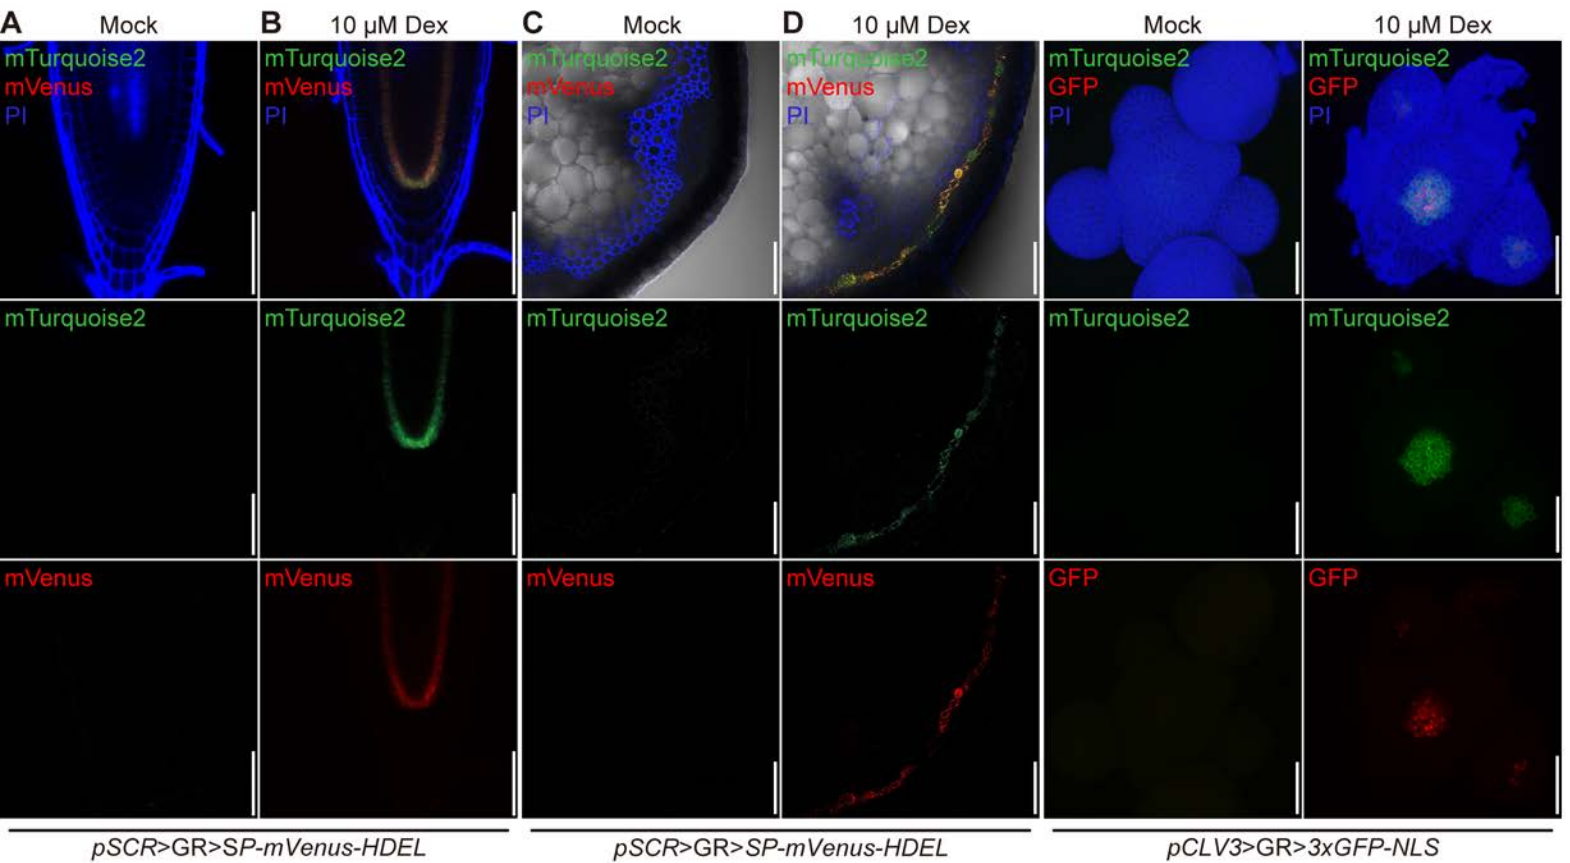 A Mock B 10 µM Dex C Mock D 10 µM Dex Mock 10 µM Dex
mTurquoise2 mTurquoise2 mTurquoise2 mTurquoise2 mTurquoise2 mTurquoise2
mVenus mVenus mVenus mVenus GFP GFP
PI PI PI PI PI PI
mTurquoise2 mTurquoise2 mTurquoise2 mTurquoise2 mTurquoise2 mTurquoise2
mVenus mVenus mVenus mVenus GFP GFP
pSCR>GR>SP-mVenus-HDEL pSCR>GR>SP-mVenus-HDEL pCLV3>GR>3xGFP-NLS